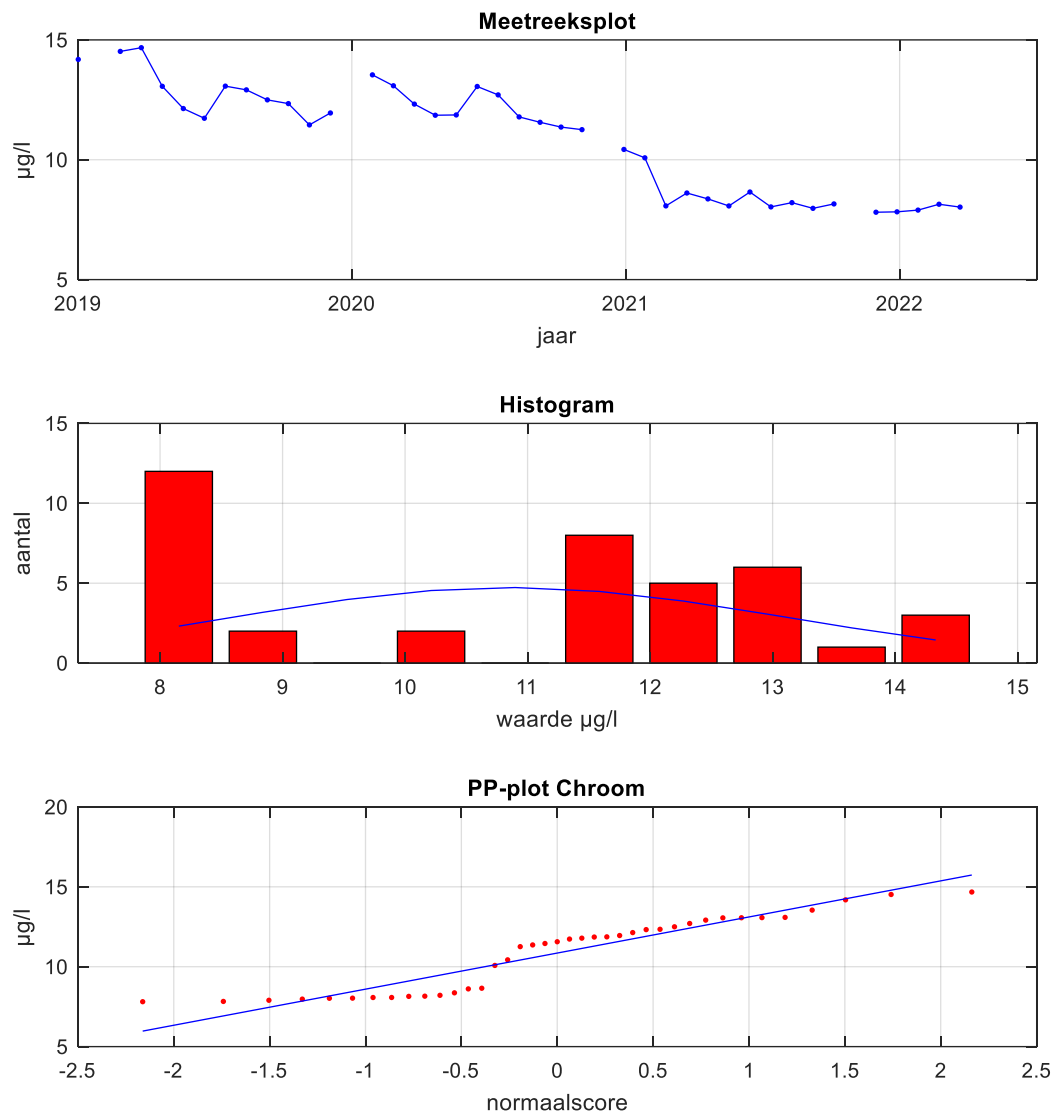 Meetreeksplot
15
10
5
µg/l
2019 2020 2021 2022
jaar
Histogram
15
10
5
0
aantal
8 9 10 11 12 13 14 15
waarde µg/l
PP-plot Chroom
20
15
10
5
µg/l
-2.5 -2 -1.5 -1 -0.5 0 0.5 1 1.5 2 2.5
normaalscore